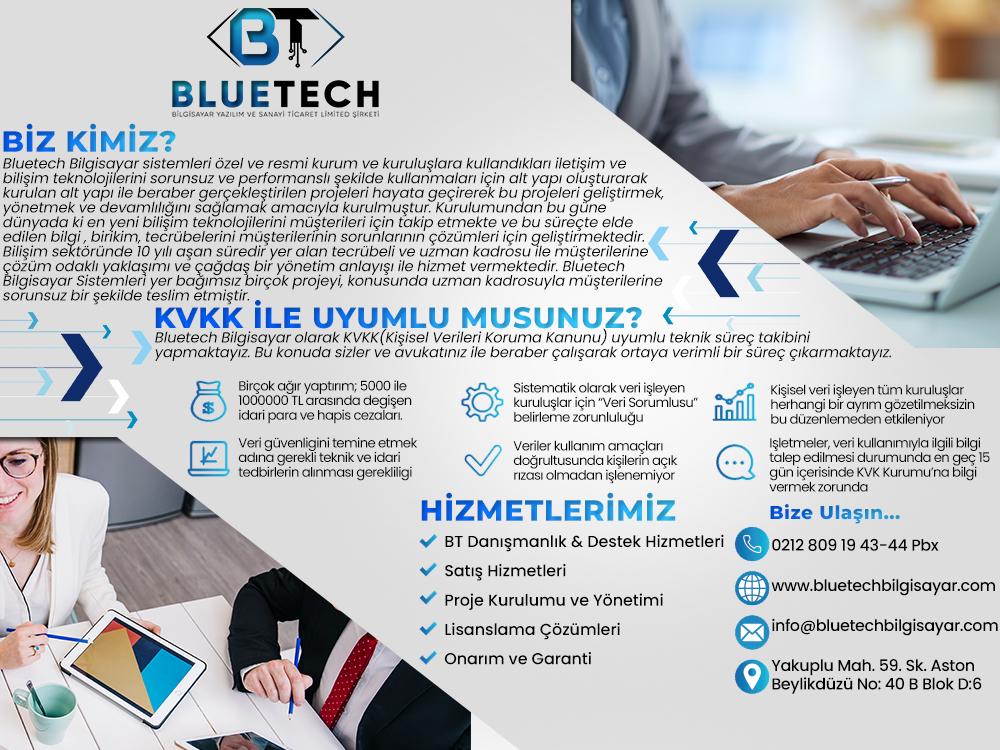 BT
BLUETECH
BİLGİSAYAR YAZILIM VE SANAYİ TİCARET LİMİTED ŞİRKETİ
BİZ KİMİZ?
Bluetech Bilgisayar sistemleri özel ve resmi kurum ve kuruluşlara kullandıkları iletişim ve
bilişim teknolojilerini sorunsuz ve performanslı şekilde kullanmaları için alt yapı oluşturarak
kurulan alt yapı ile beraber gerçekleştirilen projeleri hayata geçirerek bu projeleri geliştirmek,
yönetmek ve devamlılığını sağlamak amacıyla kurulmuştur. Kurulumundan bu güne
dünyada ki en yeni bilişim teknolojilerini müşterileri için takip etmekte ve bu süreçte elde
edilen bilgi , birikim, tecrübelerini müşterilerinin sorunlarının çözümleri için geliştirmektedir.
Bilişim sektöründe 10 yılı aşan süredir yer alan tecrübeli ve uzman kadrosu ile müşterilerine
çözüm odaklı yaklaşımı ve çağdaş bir yönetim anlayışı ile hizmet vermektedir. Bluetech
Bilgisayar Sistemleri yer bağımsız birçok projeyi, konusunda uzman kadrosuyla müşterilerine
sorunsuz bir şekilde teslim etmiştir.
KVKK İLE UYUMLU MUSUNUZ?
Bluetech Bilgisayar olarak KVKK(Kişisel Verileri Koruma Kanunu) uyumlu teknik süreç takibini
yapmaktayız. Bu konuda sizler ve avukatınız ile beraber çalışarak ortaya verimli bir süreç çıkarmaktayız.
Birçok ağır yaptırım; 5000 ile
1000000 TL arasında değişen
idari para ve hapis cezaları.
Sistematik olarak veri işleyen
kuruluşlar için “Veri Sorumlusu”
belirleme zorunluluğu
Kişisel veri işleyen tüm kuruluşlar
herhangi bir ayrım gözetilmeksizin
bu düzenlemeden etkileniyor
Veri güvenligini temine etmek
adına gerekli teknik ve idari
tedbirlerin alınması gerekliligi
Veriler kullanım amaçları
doğrultusunda kişilerin açık
rızası olmadan işlenemiyor
Işletmeler, veri kullanımıyla ilgili bilgi
talep edilmesi durumunda en geç 15
gün içerisinde KVK Kurumu’na bilgi
vermek zorunda
HİZMETLERİMİZ
BT Danışmanlık & Destek Hizmetleri
Satış Hizmetleri
Proje Kurulumu ve Yönetimi
Lisanslama Çözümleri
Onarım ve Garanti
Bize Ulaşın...
0212 809 19 43-44 Pbx
www.bluetechbilgisayar.com
info@bluetechbilgisayar.com
Yakuplu Mah. 59. Sk. Aston
Beylikdüzü No: 40 B Blok D:6